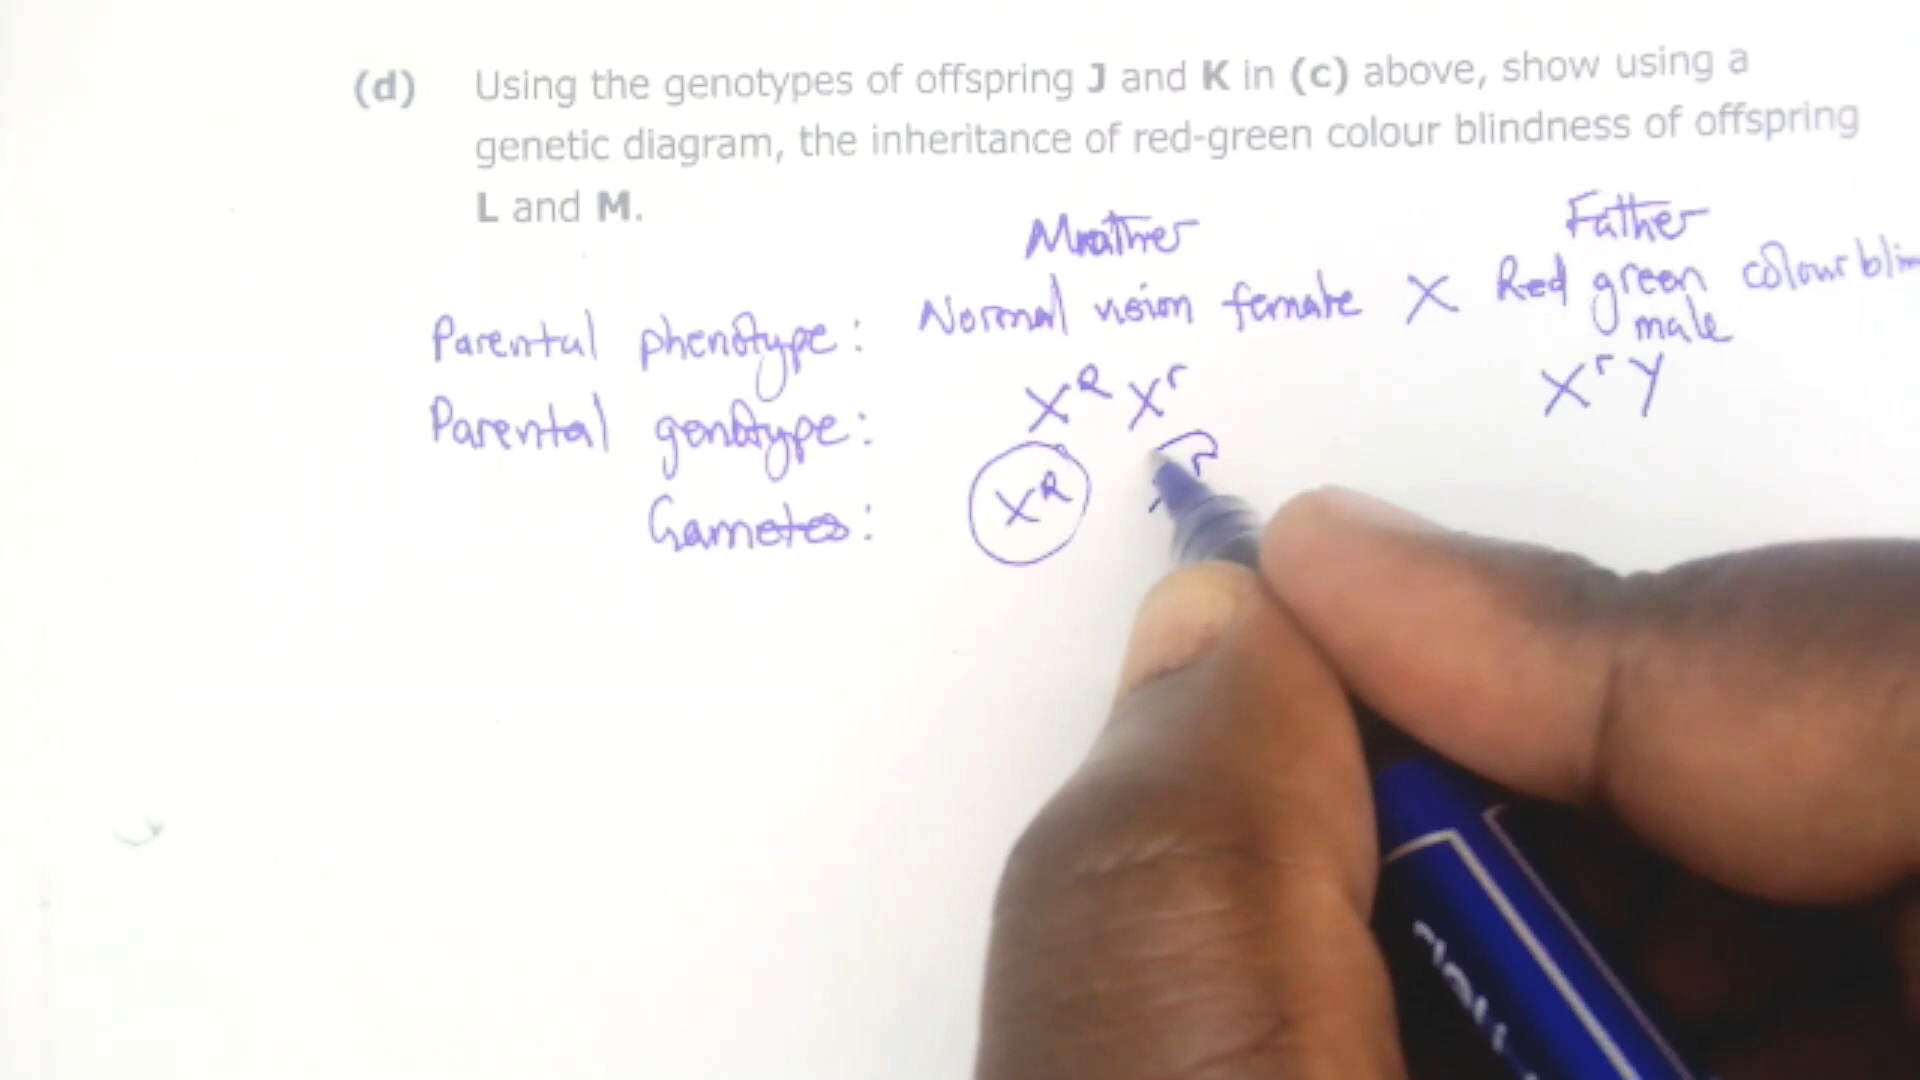 (d) Using the genotypes of offspring J and K in (c) above, show using a
genetic diagram, the inheritance of red-green colour blindness of offspring
L and M.
Mother Father
Parental phenotype: Normal vision female X Red green colour blin
male
Parental genotype: X^R X^r X^r Y
Gametes: X^R